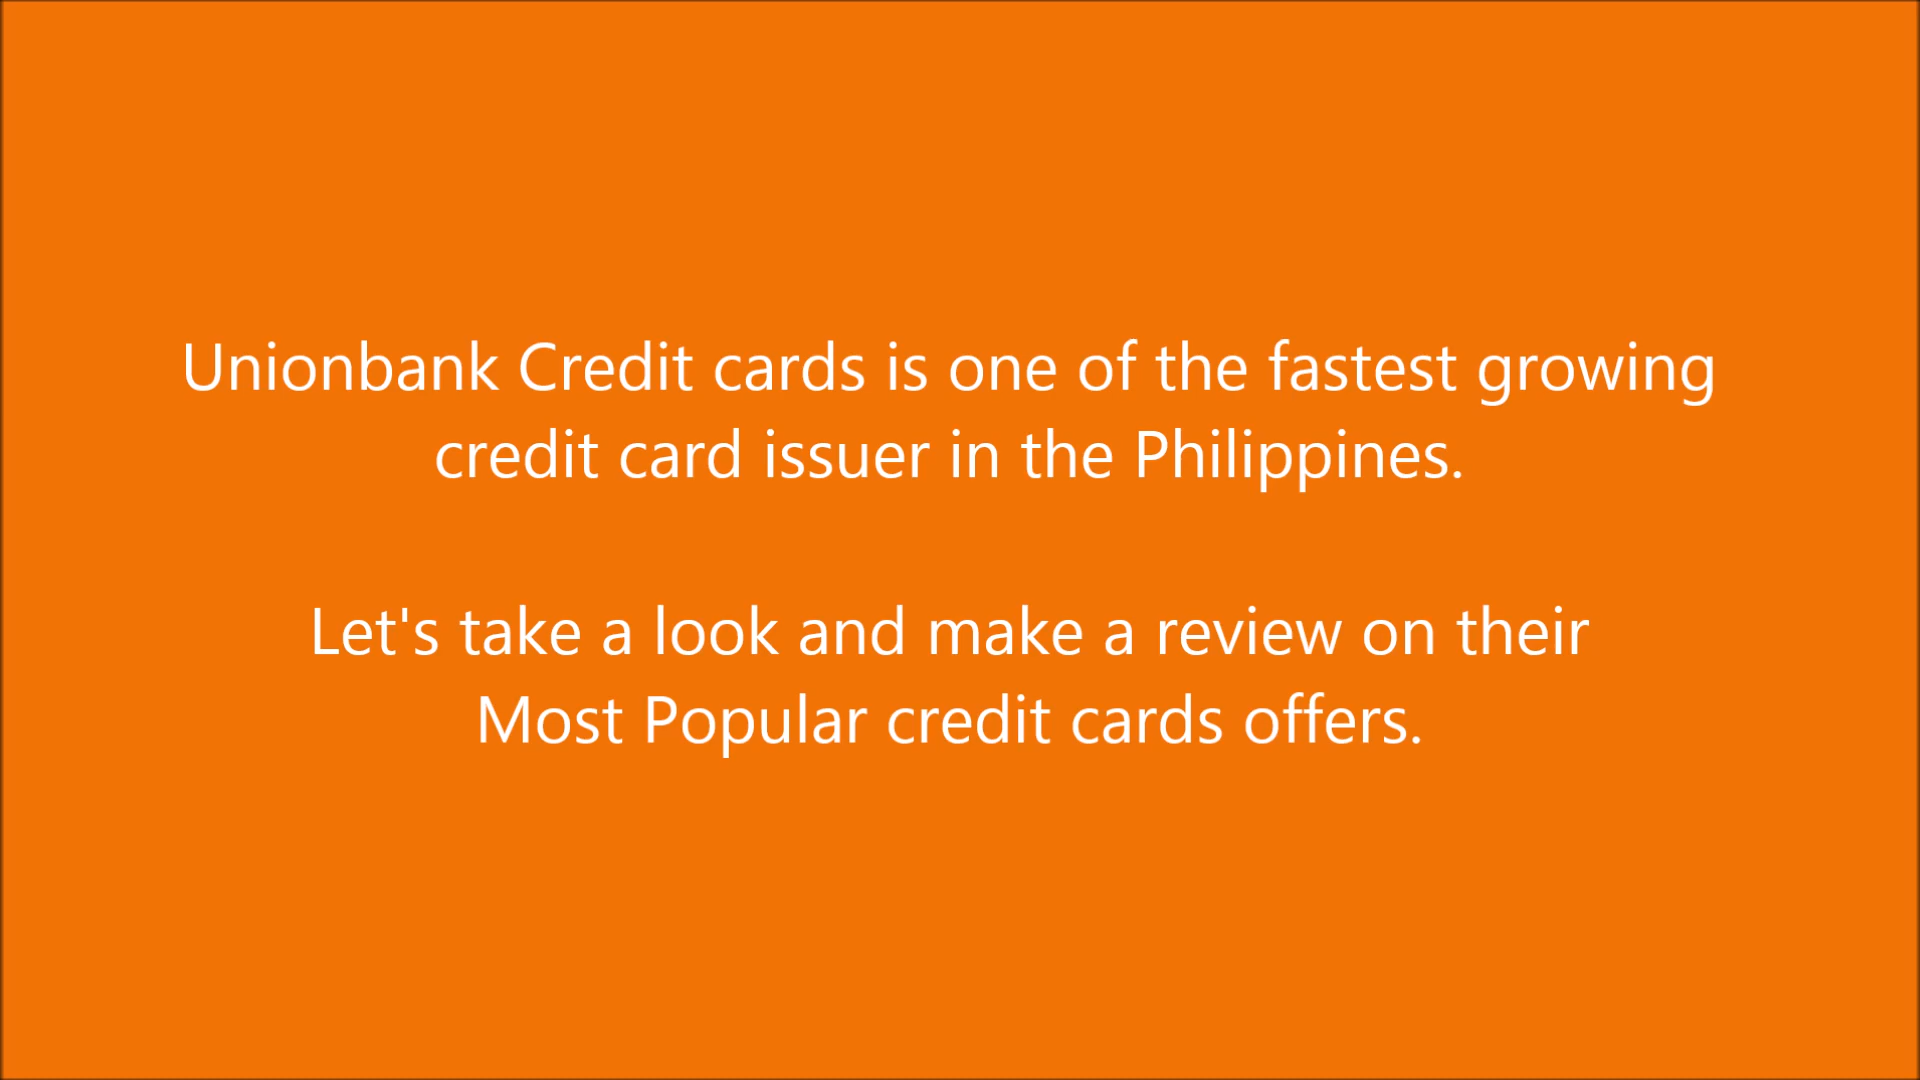 Unionbank Credit cards is one of the fastest growing
credit card issuer in the Philippines.
Let's take a look and make a review on their
Most Popular credit cards offers.